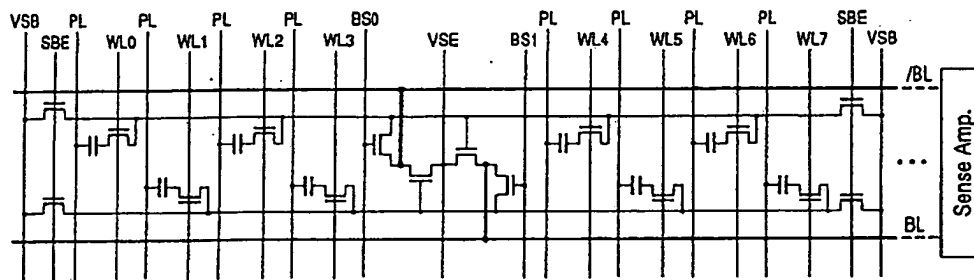 VSB PL PL PL PL BS0 PL PL PL PL SBE
SBE WL0 WL1 WL2 WL3 VSE BS1 WL4 WL5 WL6 WL7 VSB
/BL
Sense Amp.
...
BL